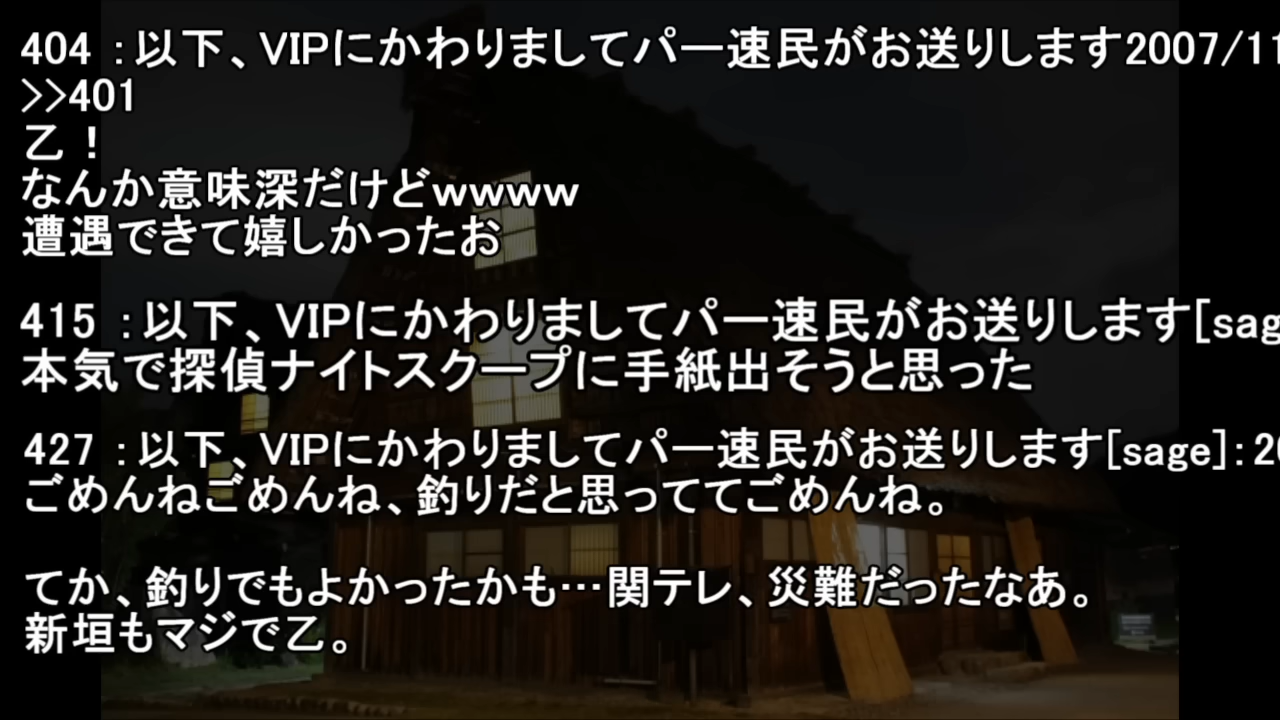 404 ：以下、VIPにかわりましてパー速民がお送りします2007/11
>>401
乙！
なんか意味深だけどwwww
遭遇できて嬉しかったお
415 ：以下、VIPにかわりましてパー速民がお送りします[sag
本気で探偵ナイトスクープに手紙出そうと思った
427 ：以下、VIPにかわりましてパー速民がお送りします[sage]：20
ごめんねごめんね、釣りだと思っててごめんね。
てか、釣りでもよかったかも…関テレ、災難だったなあ。
新垣もマジで乙。